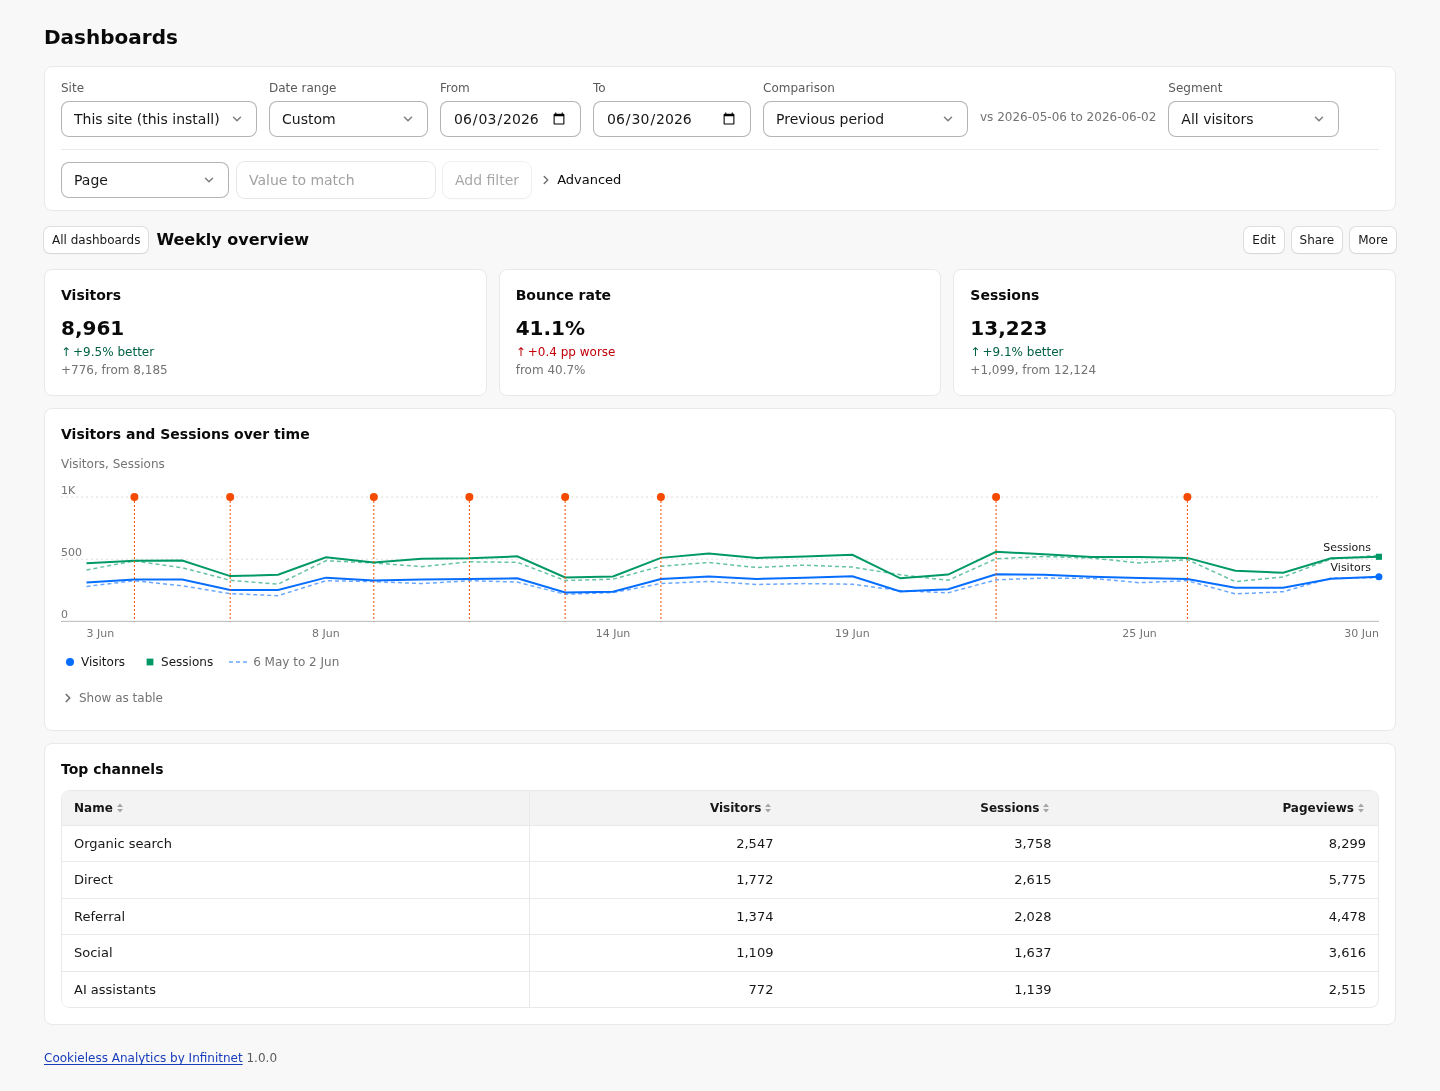 Dashboards
Site Date range From To Comparison Segment
This site (this install) Custom 06/03/2026 06/30/2026 Previous period vs 2026-05-06 to 2026-06-02 All visitors
Page Value to match Add filter Advanced
All dashboards Weekly overview Edit Share More
Visitors Bounce rate Sessions
8,961 41.1% 13,223
↑ +9.5% better ↑ +0.4 pp worse ↑ +9.1% better
+776, from 8,185 from 40.7% +1,099, from 12,124
Visitors and Sessions over time
Visitors, Sessions
1K
500
Sessions
Visitors
0
3 Jun 8 Jun 14 Jun 19 Jun 25 Jun 30 Jun
Visitors Sessions 6 May to 2 Jun
Show as table
Top channels
Name Visitors Sessions Pageviews
Organic search 2,547 3,758 8,299
Direct 1,772 2,615 5,775
Referral 1,374 2,028 4,478
Social 1,109 1,637 3,616
AI assistants 772 1,139 2,515
Cookieless Analytics by Infinitnet 1.0.0